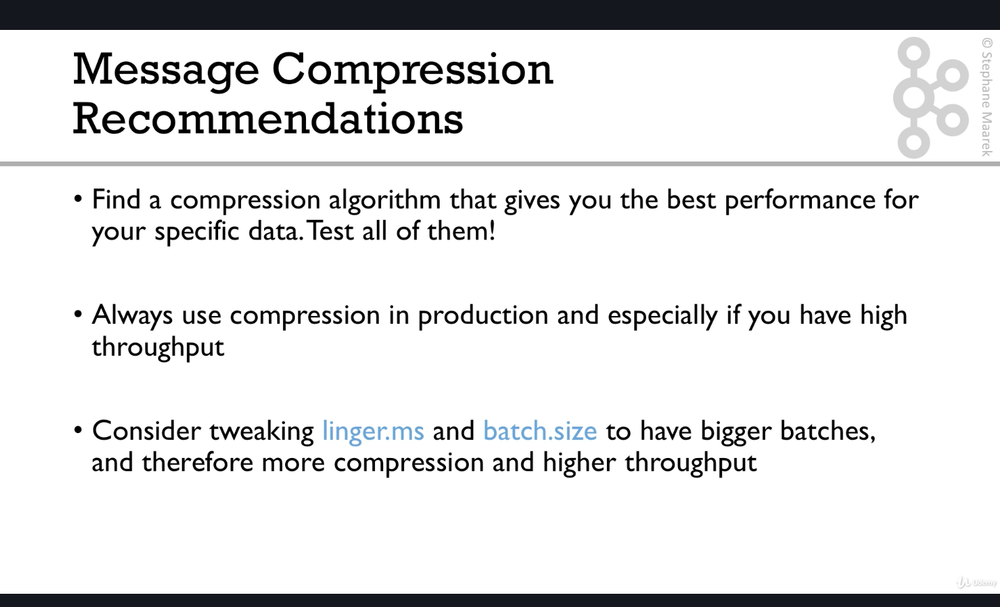 Message Compression
Recommendations
© Stephane Maarek
• Find a compression algorithm that gives you the best performance for
your specific data. Test all of them!
• Always use compression in production and especially if you have high
throughput
• Consider tweaking linger.ms and batch.size to have bigger batches,
and therefore more compression and higher throughput
Udemy